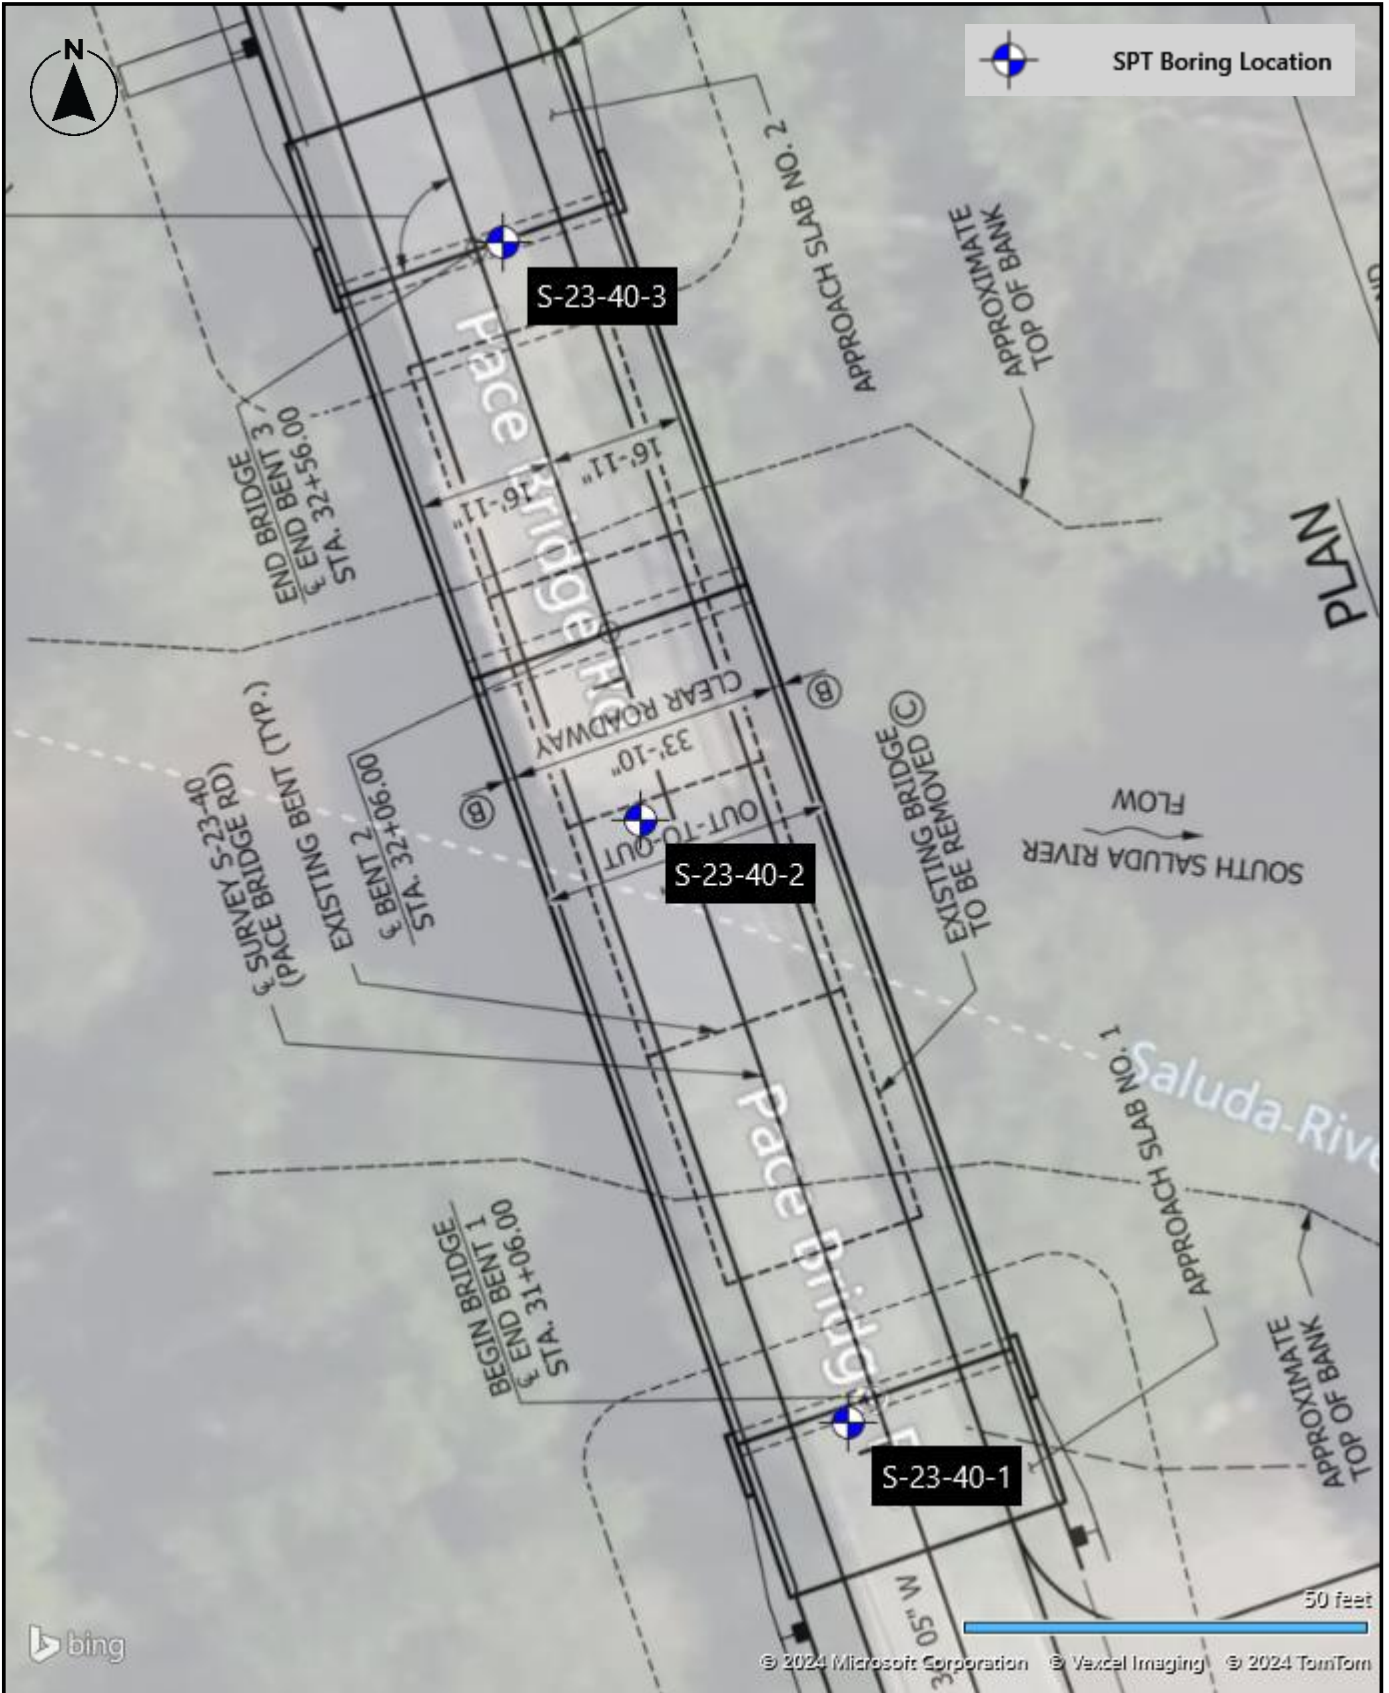 N
SPT Boring Location
APPROACH SLAB NO. 2
APPROXIMATE
TOP OF BANK
S-23-40-3
Pace Bridge
16'-11"
16'-11"
END BRIDGE
℄ END BENT 3
STA. 32+56.00
PLAN
CLEAR ROADWAY
33'-10"
OUT-TO-OUT
B
B
S-23-40-2
℄ SURVEY S-23-40
(PACE BRIDGE RD)
EXISTING BENT (TYP.)
℄ BENT 2
STA. 32+06.00
EXISTING BRIDGE
TO BE REMOVED C
FLOW
SOUTH SALUDA RIVER
Saluda-Rive
APPROACH SLAB NO. 1
Pace Bridg
BEGIN BRIDGE
℄ END BENT 1
STA. 31+06.00
APPROXIMATE
TOP OF BANK
S-23-40-1
05" W
50 feet
bing
© 2024 Microsoft Corporation © Vexcel Imaging © 2024 TomTom